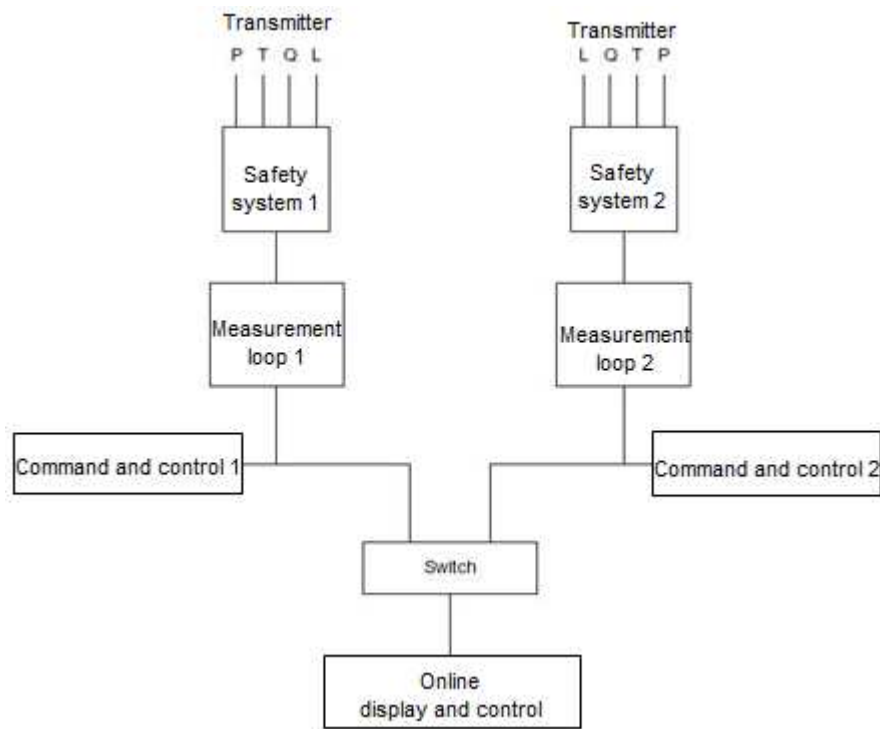 Transmitter
P T Q L
Transmitter
L Q T P
Safety
system 1
Safety
system 2
Measurement
loop 1
Measurement
loop 2
Command and control 1
Command and control 2
Switch
Online
display and control